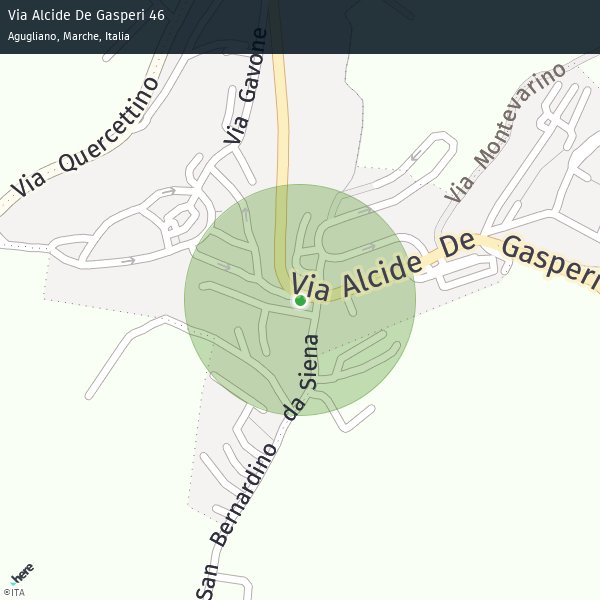 Via Alcide De Gasperi 46
Agugliano, Marche, Italia
Via Gavone
Via Quercettino
Via Montevarino
Via Alcide De Gasperi
San Bernardino da Siena
here
©ITA